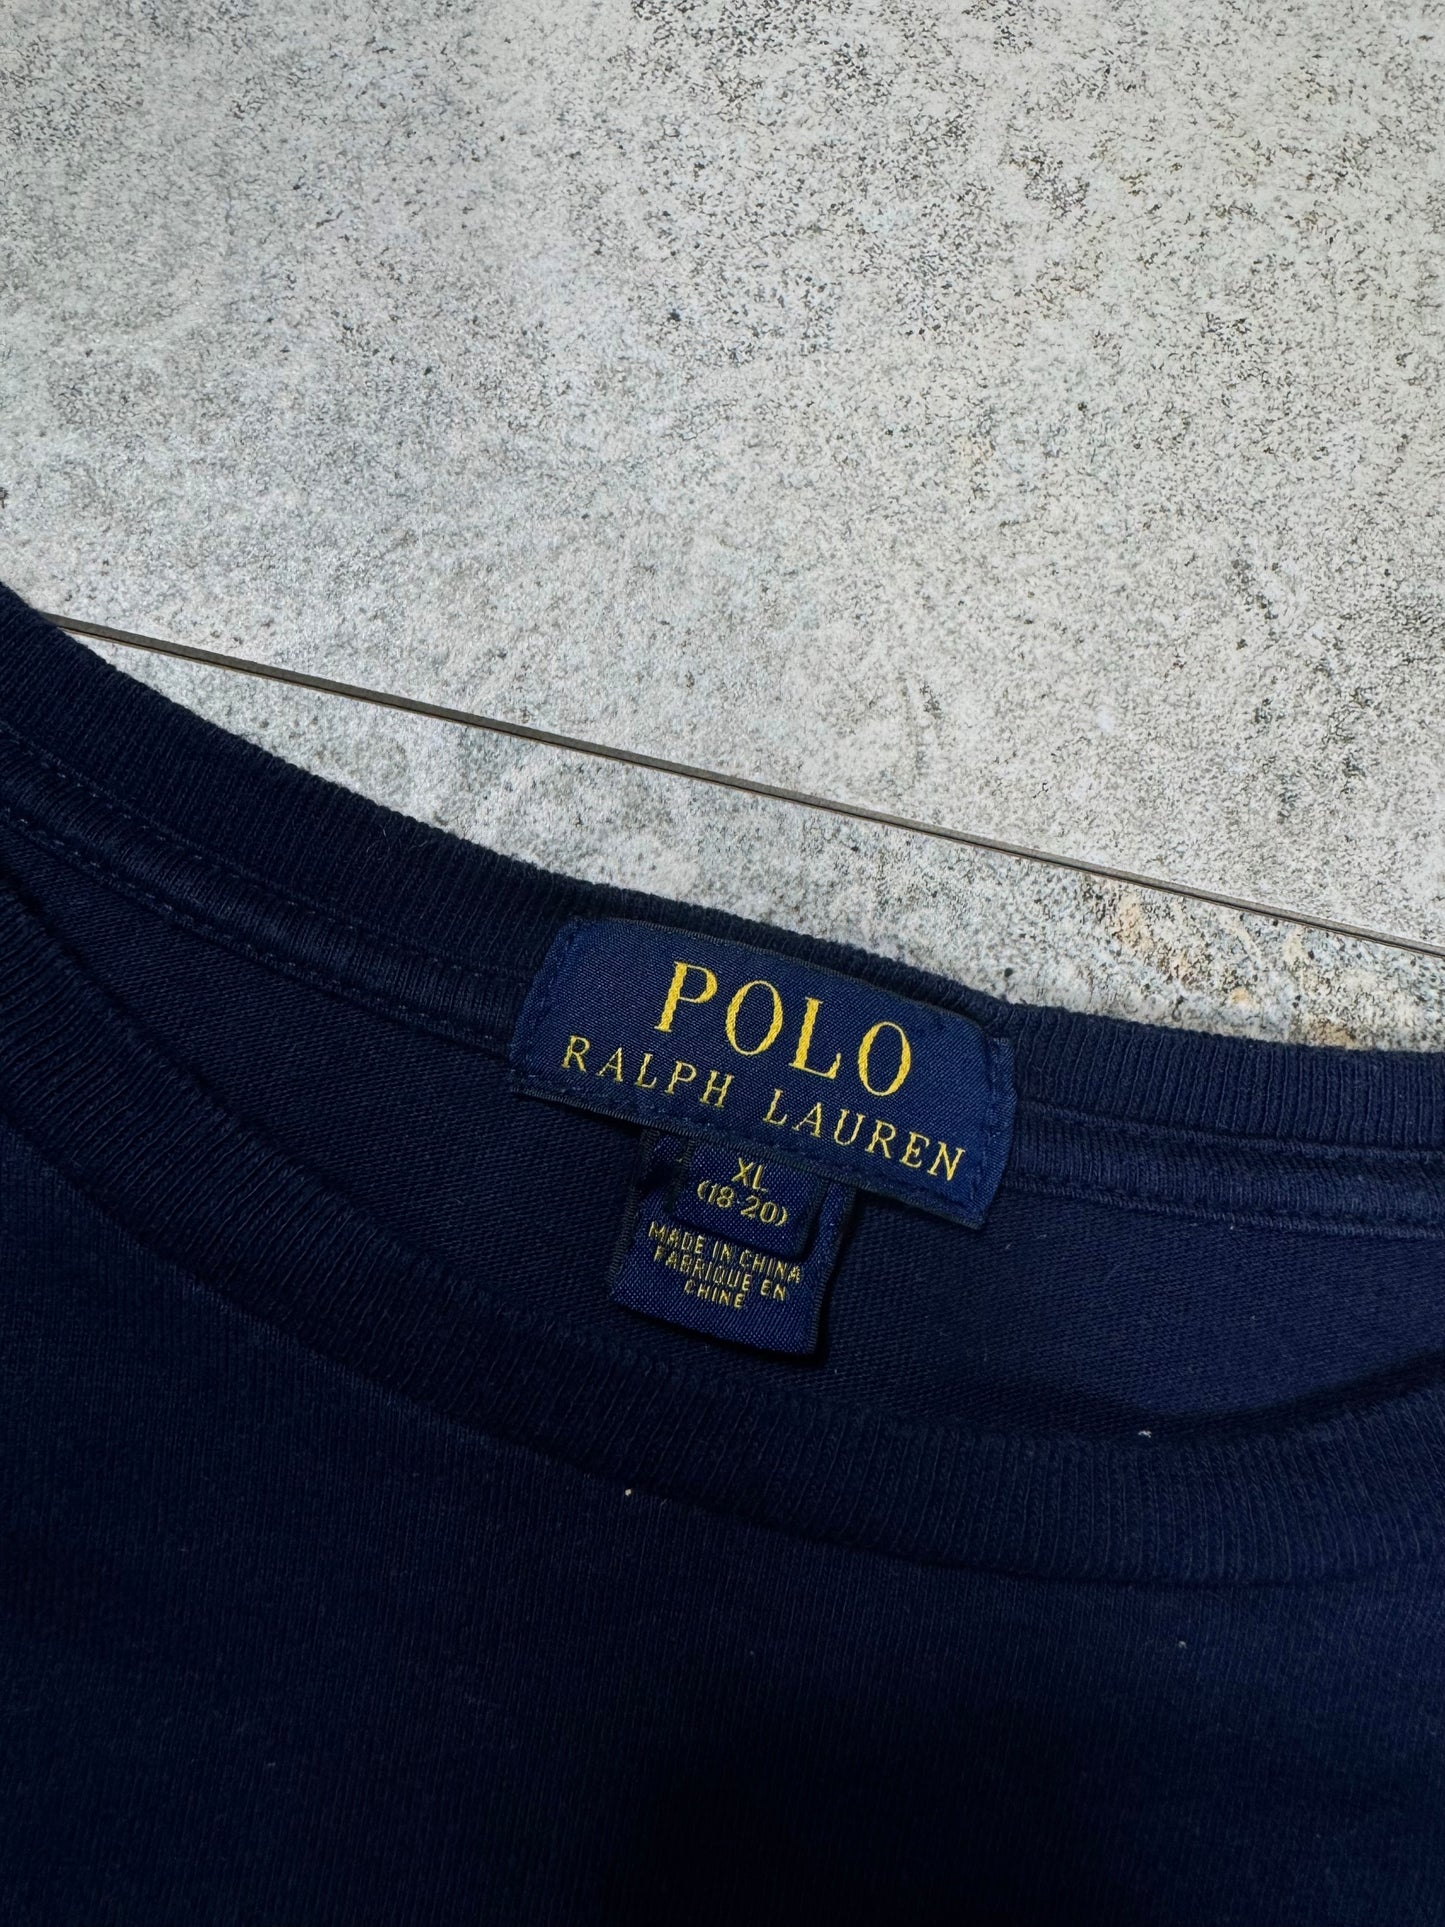 POLO
RALPH LAUREN
XL
(18-20)
MADE IN CHINA
FABRIQUE EN
CHINE